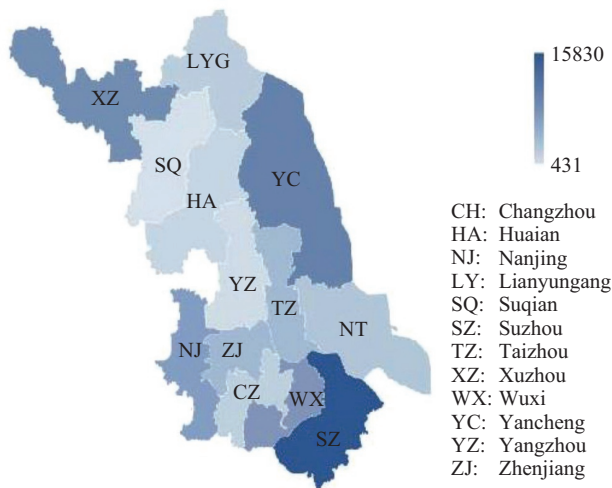 LYG
XZ
SQ
YC
HA
YZ
TZ
NT
NJ
ZJ
CZ
WX
SZ
15830
431
CH: Changzhou
HA: Huaian
NJ: Nanjing
LY: Lianyungang
SQ: Suqian
SZ: Suzhou
TZ: Taizhou
XZ: Xuzhou
WX: Wuxi
YC: Yancheng
YZ: Yangzhou
ZJ: Zhenjiang